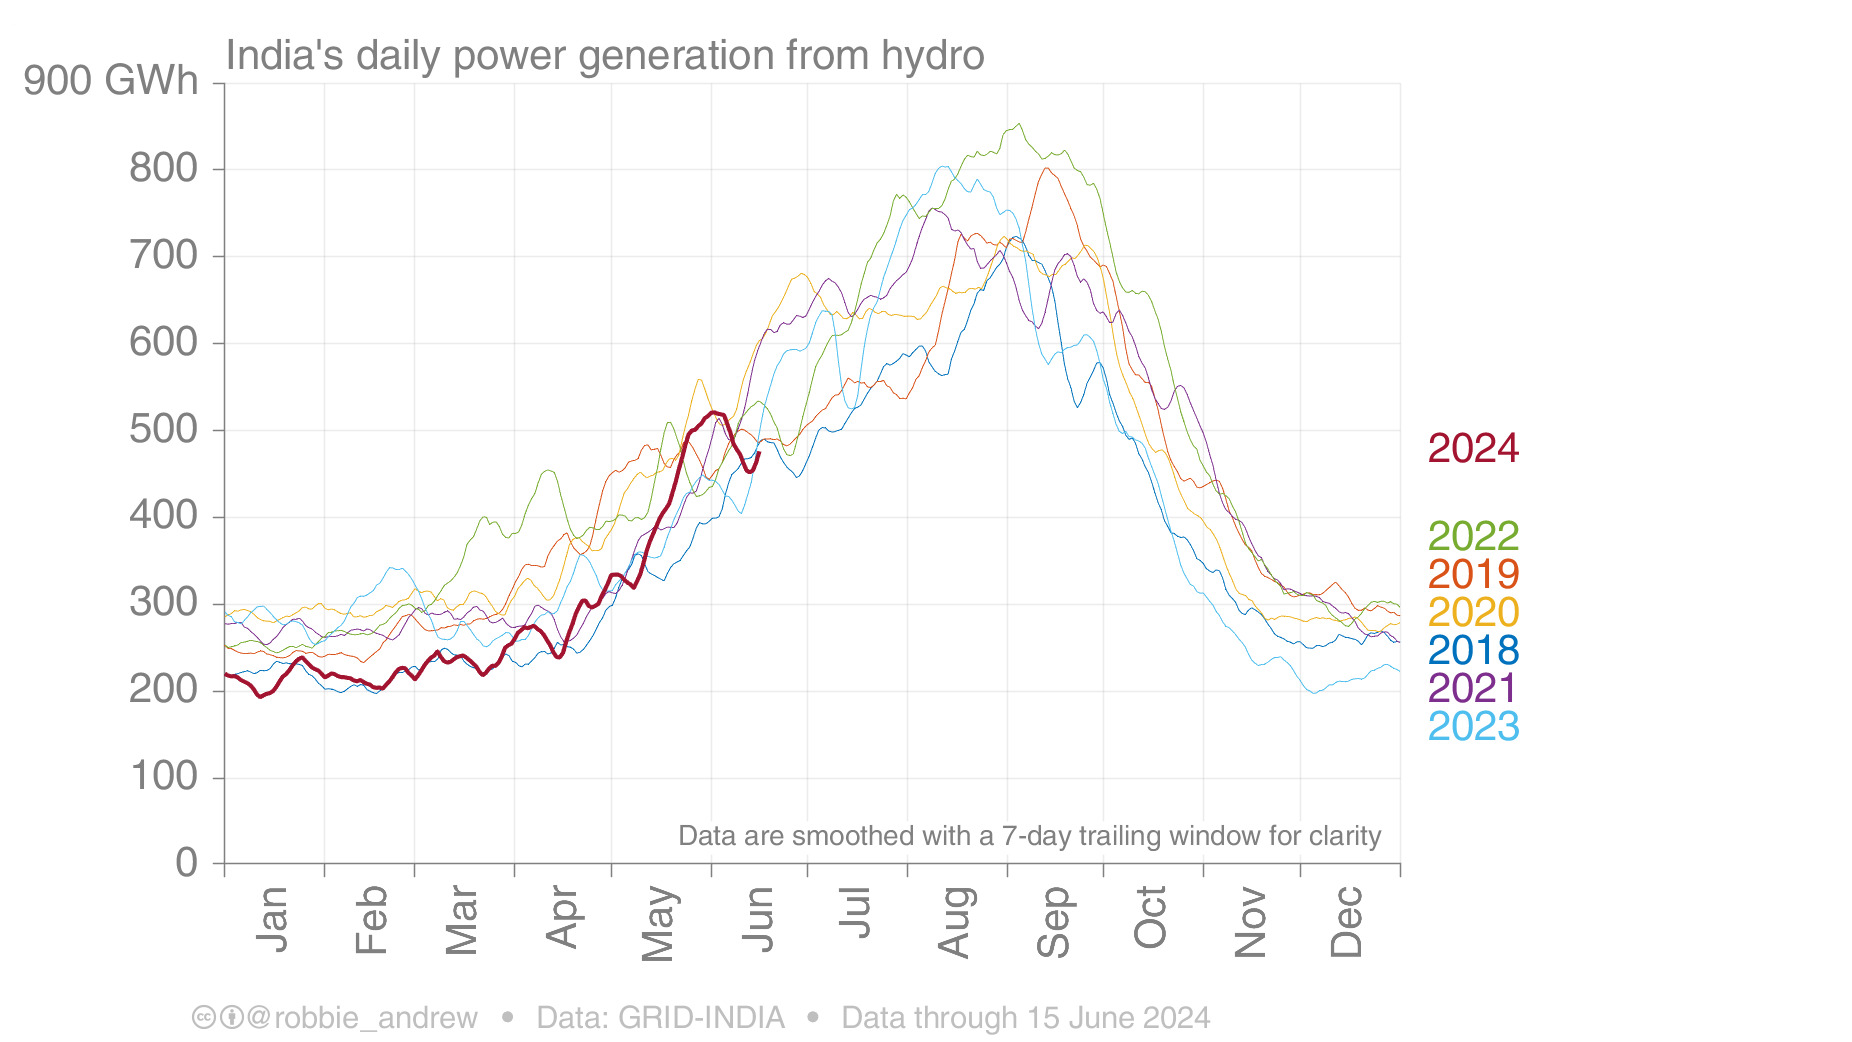 India's daily power generation from hydro
900 GWh
800
700
600
500
400
300
200
100
0
2024
2022
2019
2020
2018
2021
2023
Data are smoothed with a 7-day trailing window for clarity
Jan
Feb
Mar
Apr
May
Jun
Jul
Aug
Sep
Oct
Nov
Dec
cc @robbie_andrew • Data: GRID-INDIA • Data through 15 June 2024